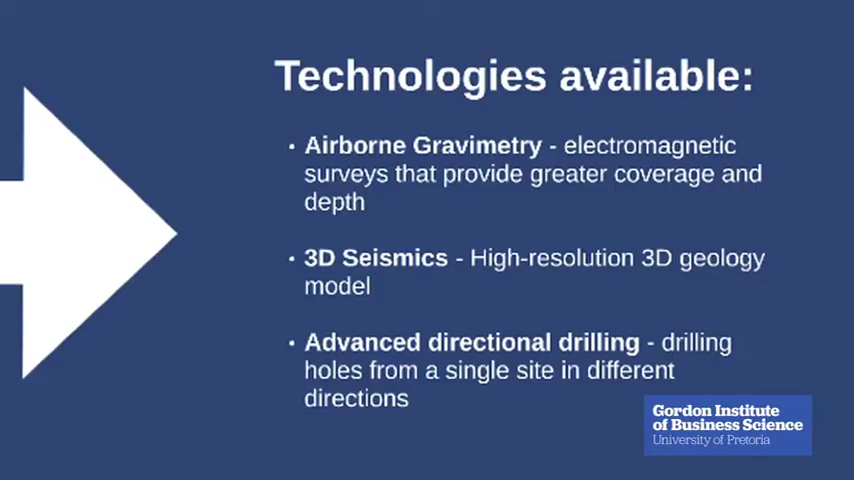 Technologies available:
• Airborne Gravimetry - electromagnetic
surveys that provide greater coverage and
depth
• 3D Seismics - High-resolution 3D geology
model
• Advanced directional drilling - drilling
holes from a single site in different
directions
Gordon Institute
of Business Science
University of Pretoria